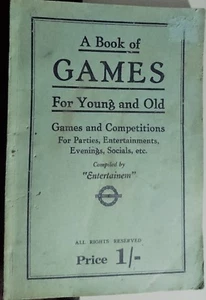 A Book of
GAMES
For Young and Old
Games and Competitions
For Parties, Entertainments,
Evenings, Socials, etc.
Compiled by
"Entertainem"
ALL RIGHTS RESERVED
Price 1/-